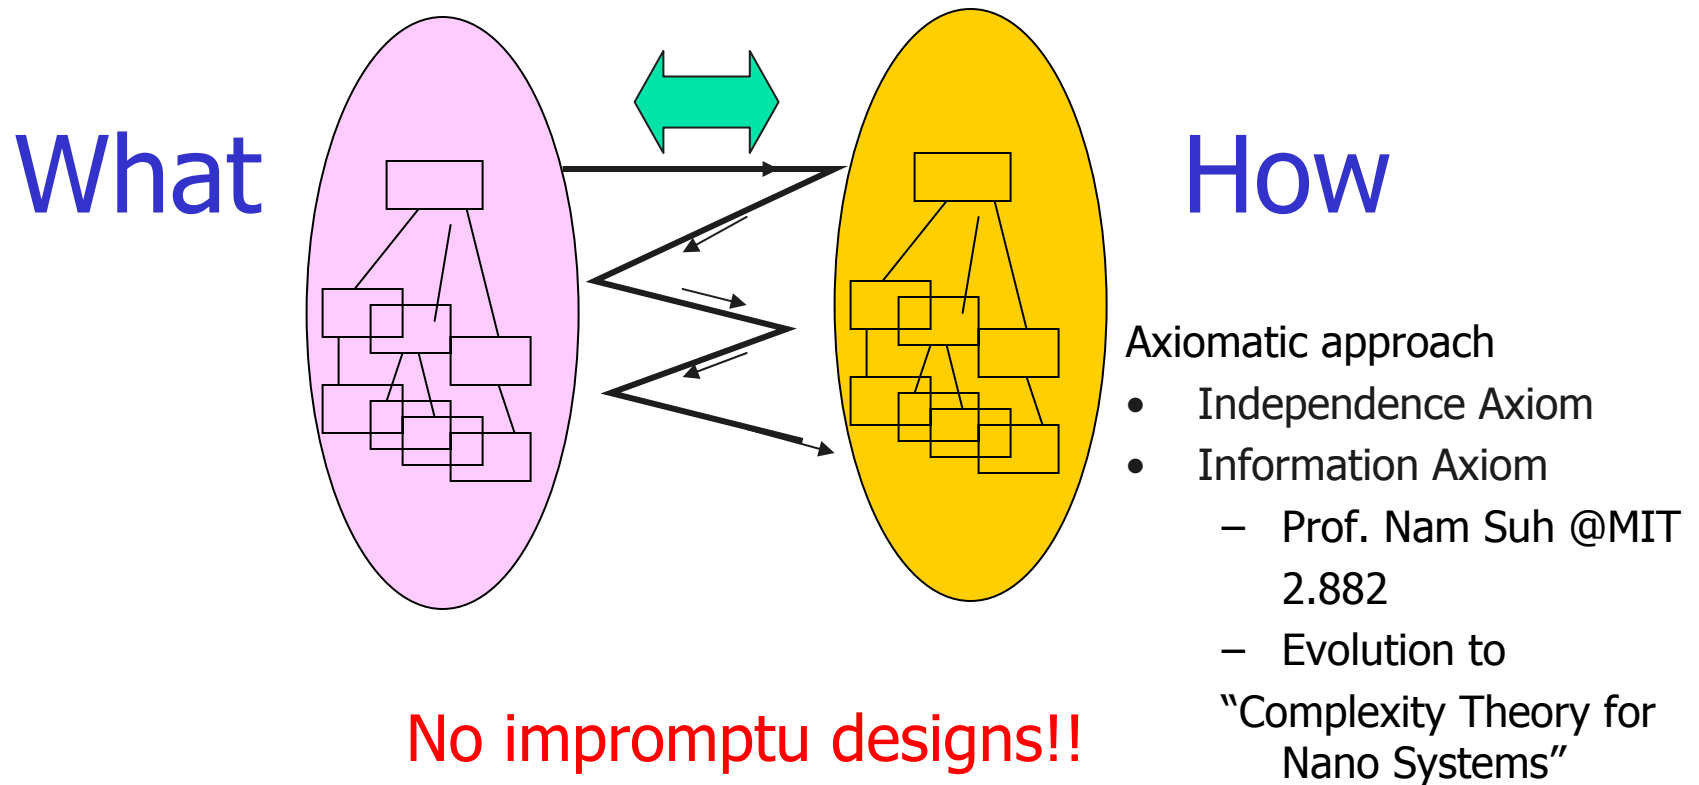 What
How
Axiomatic approach
• Independence Axiom
• Information Axiom
– Prof. Nam Suh @MIT
2.882
– Evolution to
“Complexity Theory for
Nano Systems”
No impromptu designs!!